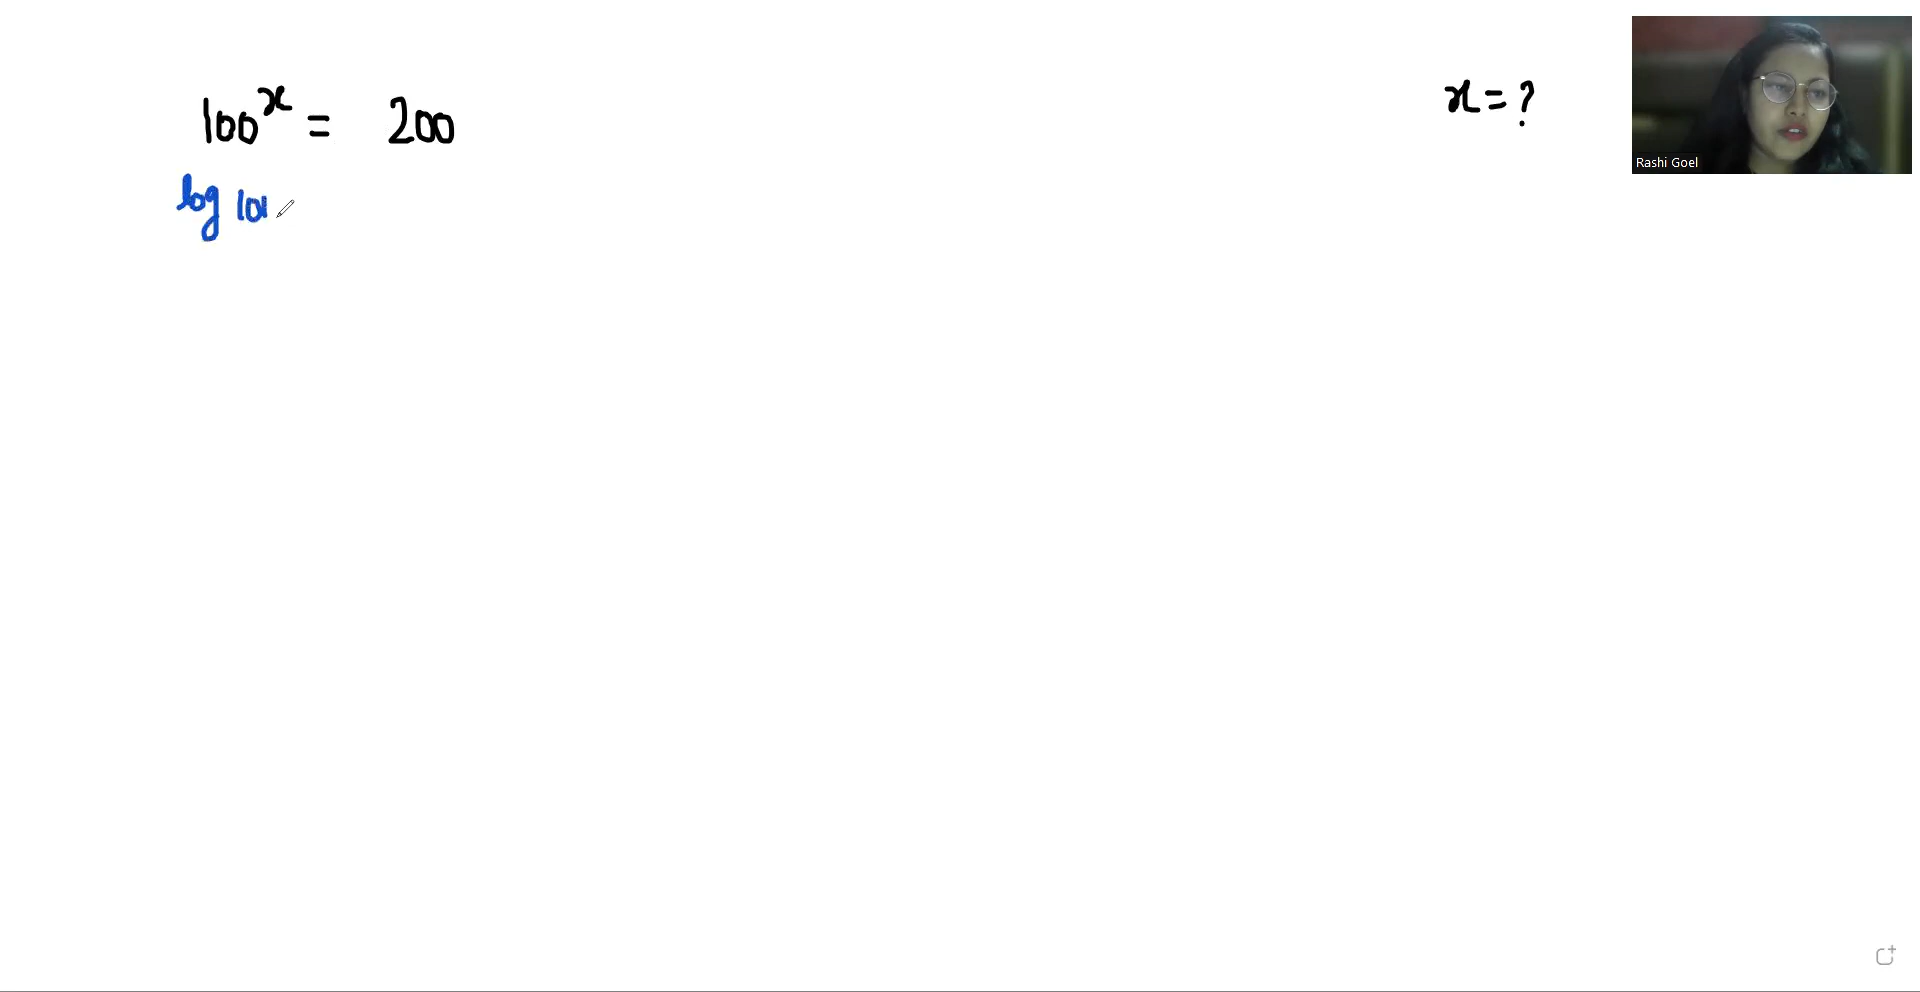 100^x = 200
x = ?
log 10
Rashi Goel